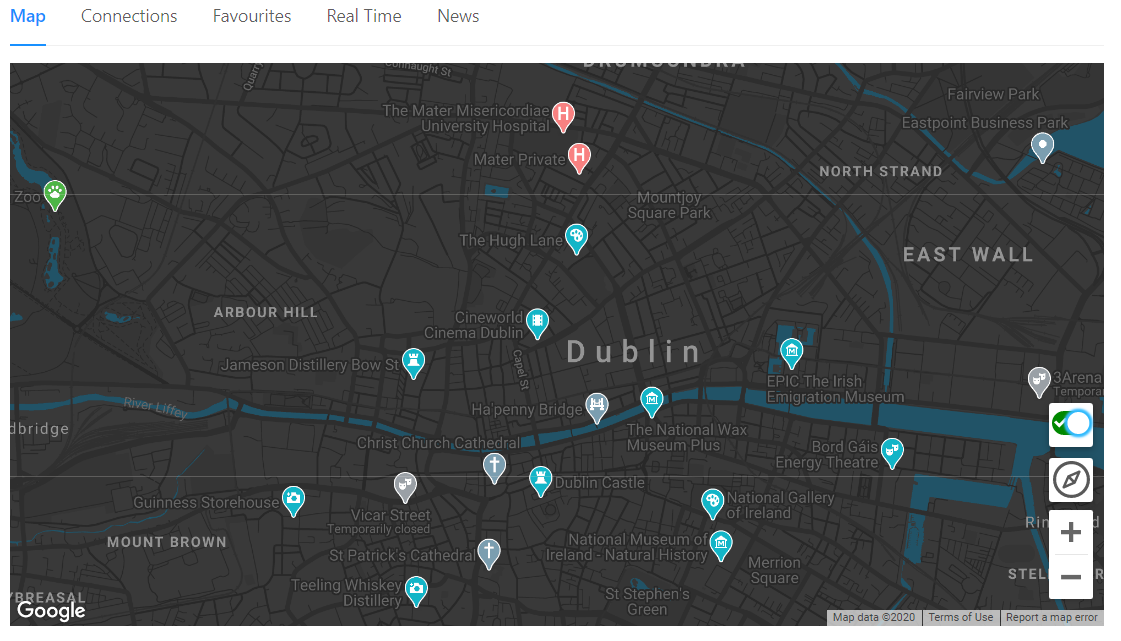 Map Connections Favourites Real Time News
Connaught St
DRUMCONDRA
Fairview Park
The Mater Misericordiae
University Hospital
Eastpoint Business Park
Mater Private
NORTH STRAND
Zoo
Mountjoy
Square Park
The Hugh Lane
EAST WALL
ARBOUR HILL
Cineworld
Cinema Dublin
Dublin
Capel St
Jameson Distillery Bow St
EPIC The Irish
Emigration Museum
3Arena
Temporar
River Liffey
Ha'penny Bridge
dbridge
The National Wax
Museum Plus
Christ Church Cathedral
Bord Gáis
Energy Theatre
Dublin Castle
Guinness Storehouse
National Gallery
of Ireland
Vicar Street
Temporarily closed
MOUNT BROWN
National Museum of
Ireland - Natural History
St Patrick's Cathedral
Merrion
Square
Teeling Whiskey
Distillery
St Stephen's
Green
YBREASAL
Google
Map data ©2020 Terms of Use Report a map error